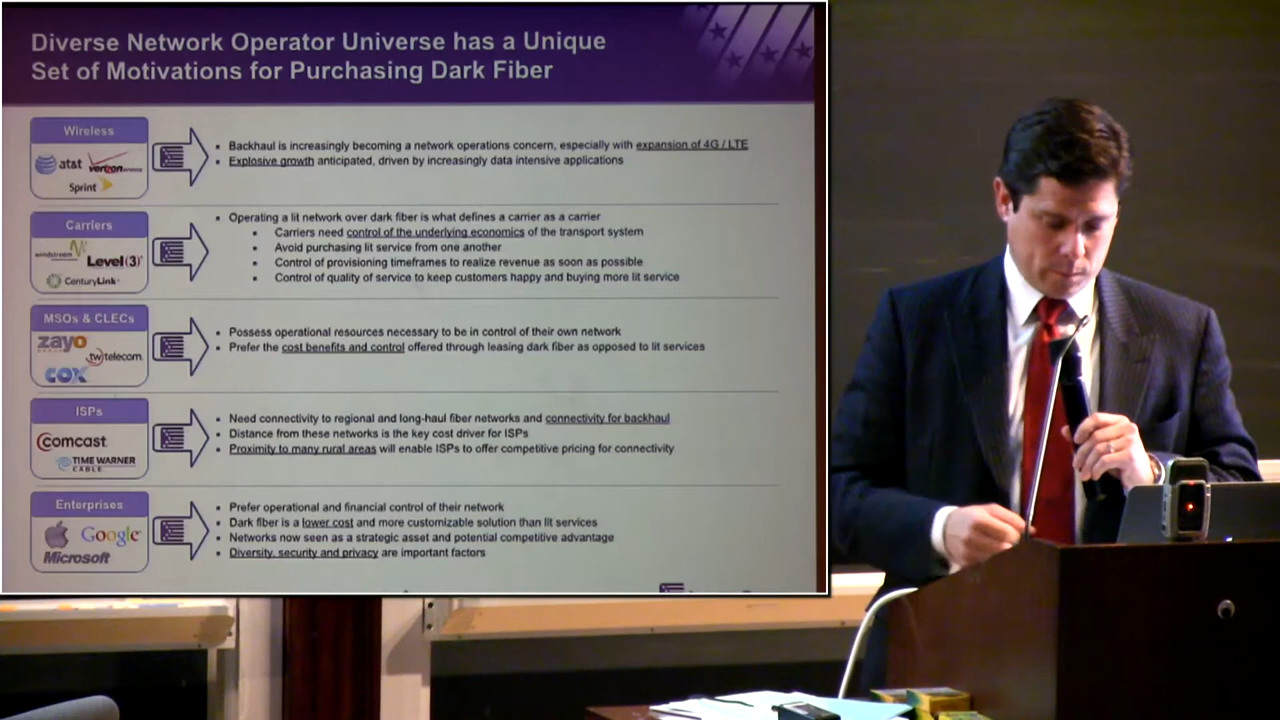 Diverse Network Operator Universe has a Unique
Set of Motivations for Purchasing Dark Fiber
Wireless
at&t
verizon
Sprint
Backhaul is increasingly becoming a network operations concern, especially with expansion of 4G / LTE
Explosive growth anticipated, driven by increasingly data intensive applications
Carriers
windstream
Level(3)
CenturyLink
Operating a lit network over dark fiber is what defines a carrier as a carrier
Carriers need control of the underlying economics of the transport system
Avoid purchasing lit service from one another
Control of provisioning timeframes to realize revenue as soon as possible
Control of quality of service to keep customers happy and buying more lit service
MSOs & CLECs
zayo
tw telecom
COX
Possess operational resources necessary to be in control of their own network
Prefer the cost benefits and control offered through leasing dark fiber as opposed to lit services
ISPs
comcast
TIME WARNER
CABLE
Need connectivity to regional and long-haul fiber networks and connectivity for backhaul
Distance from these networks is the key cost driver for ISPs
Proximity to many rural areas will enable ISPs to offer competitive pricing for connectivity
Enterprises
Google
Microsoft
Prefer operational and financial control of their network
Dark fiber is a lower cost and more customizable solution than lit services
Networks now seen as a strategic asset and potential competitive advantage
Diversity, security and privacy are important factors